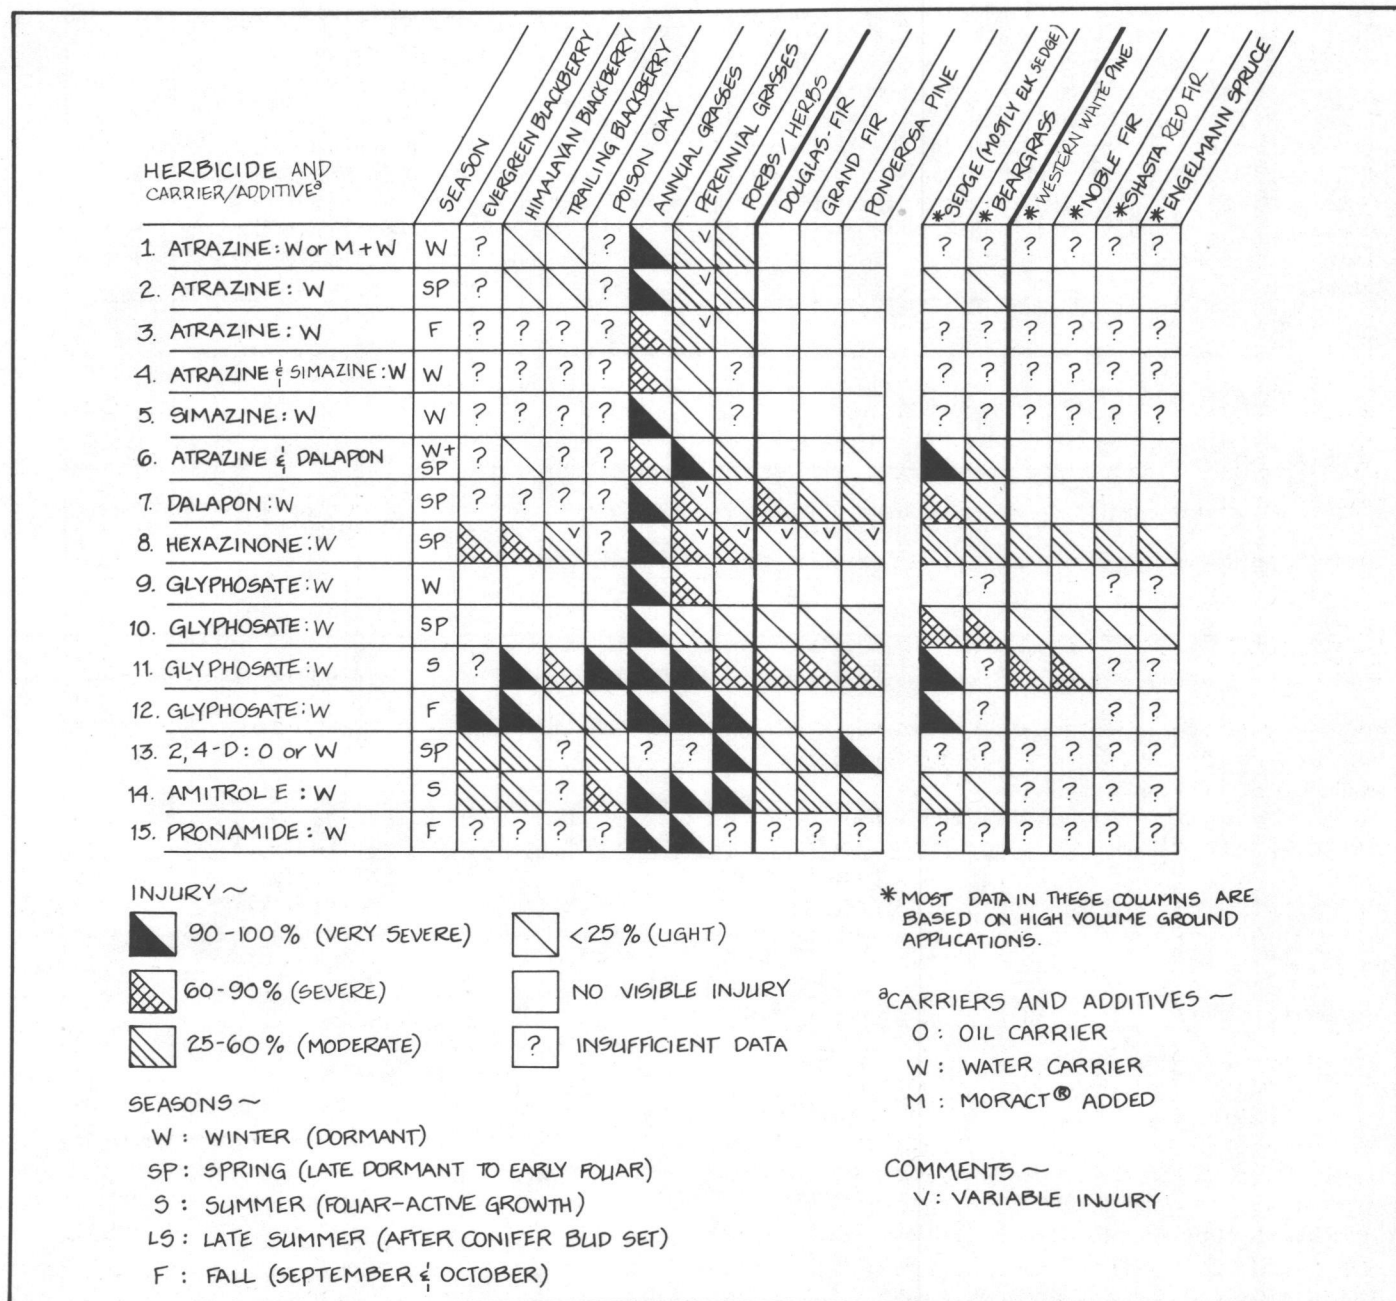 HERBICIDE AND
CARRIER/ADDITIVEª
SEASON
EVERGREEN BLACKBERRY
HIMALAYAN BLACKBERRY
TRAILING BLACKBERRY
POISON OAK
ANNUAL GRASSES
PERENNIAL GRASSES
FORBS/HERBS
DOUGLAS-FIR
GRAND FIR
PONDEROSA PINE
*SEDGE (MOSTLY ELK SEDGE)
*BEARGRASS
*WESTERN WHITE PINE
*NOBLE FIR
*SHASTA RED FIR
*ENGELMANN SPRUCE
1. ATRAZINE: W or M + W W ? ? V ? ? ? ? ? ?
2. ATRAZINE: W SP ? ? V
3. ATRAZINE: W F ? ? ? ? V ? ? ? ? ? ?
4. ATRAZINE & SIMAZINE: W W ? ? ? ? ? ? ? ? ? ? ?
5. SIMAZINE: W W ? ? ? ? ? ? ? ? ? ? ?
6. ATRAZINE & DALAPON W+ SP ? ? ?
7. DALAPON: W SP ? ? ? ? V
8. HEXAZINONE: W SP V ? V V V V V
9. GLYPHOSATE: W W ? ? ?
10. GLYPHOSATE: W SP
11. GLYPHOSATE: W S ? ? ? ?
12. GLYPHOSATE: W F ? ? ?
13. 2,4-D: O or W SP ? ? ? ? ? ? ? ? ?
14. AMITROL E: W S ? ? ? ? ?
15. PRONAMIDE: W F ? ? ? ? ? ? ? ? ? ? ? ? ? ?
INJURY ~
90-100% (VERY SEVERE)
60-90% (SEVERE)
25-60% (MODERATE)
<25% (LIGHT)
NO VISIBLE INJURY
? INSUFFICIENT DATA
SEASONS ~
W: WINTER (DORMANT)
SP: SPRING (LATE DORMANT TO EARLY FOLIAR)
S: SUMMER (FOLIAR-ACTIVE GROWTH)
LS: LATE SUMMER (AFTER CONIFER BUD SET)
F: FALL (SEPTEMBER & OCTOBER)
* MOST DATA IN THESE COLUMNS ARE
BASED ON HIGH VOLUME GROUND
APPLICATIONS.
ªCARRIERS AND ADDITIVES ~
O: OIL CARRIER
W: WATER CARRIER
M: MORACT® ADDED
COMMENTS ~
V: VARIABLE INJURY